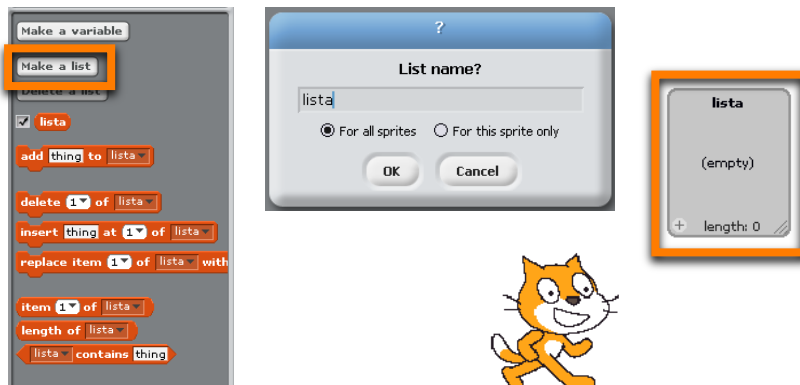 Make a variable
Make a list
Delete a list
lista
add thing to lista
delete 1 of lista
insert thing at 1 of lista
replace item 1 of lista with
item 1 of lista
length of lista
lista contains thing
?
List name?
lista
For all sprites For this sprite only
OK Cancel
lista
(empty)
+ length: 0